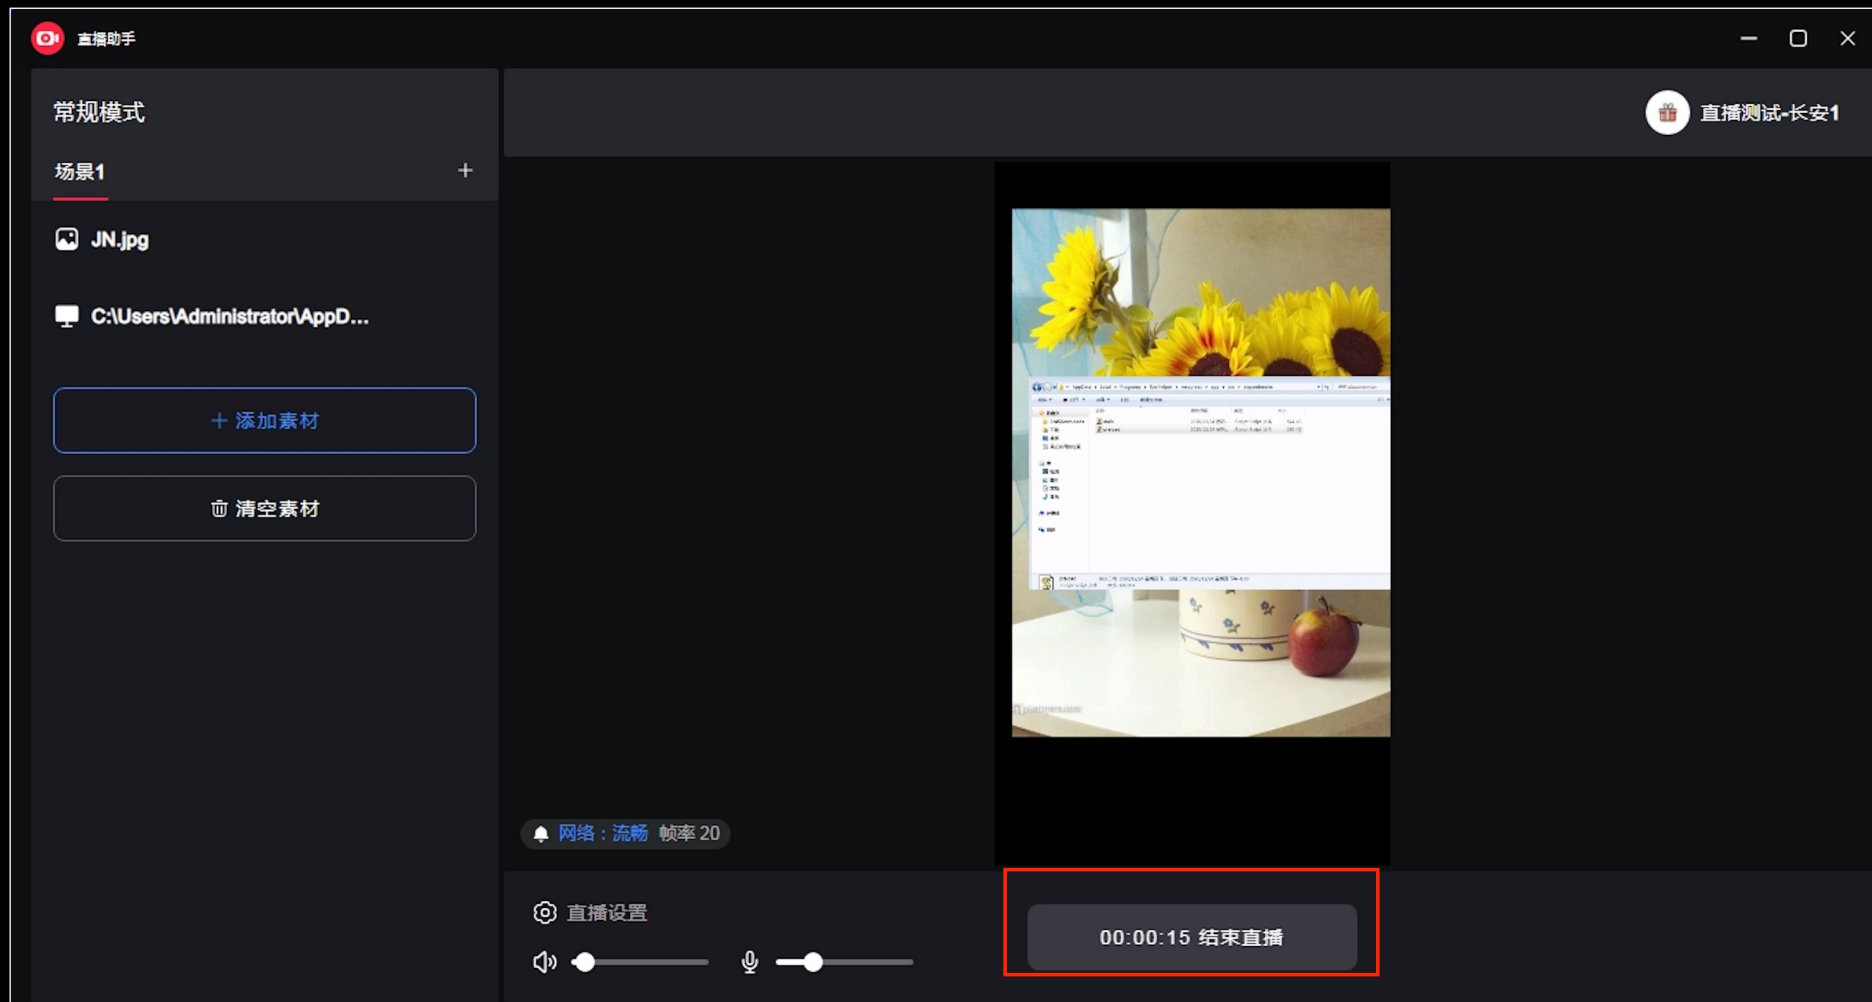 直播助手
常规模式
直播测试-长安1
场景1
JN.jpg
C:\Users\Administrator\AppD...
添加素材
清空素材
网络：流畅 帧率 20
直播设置
00:00:15 结束直播